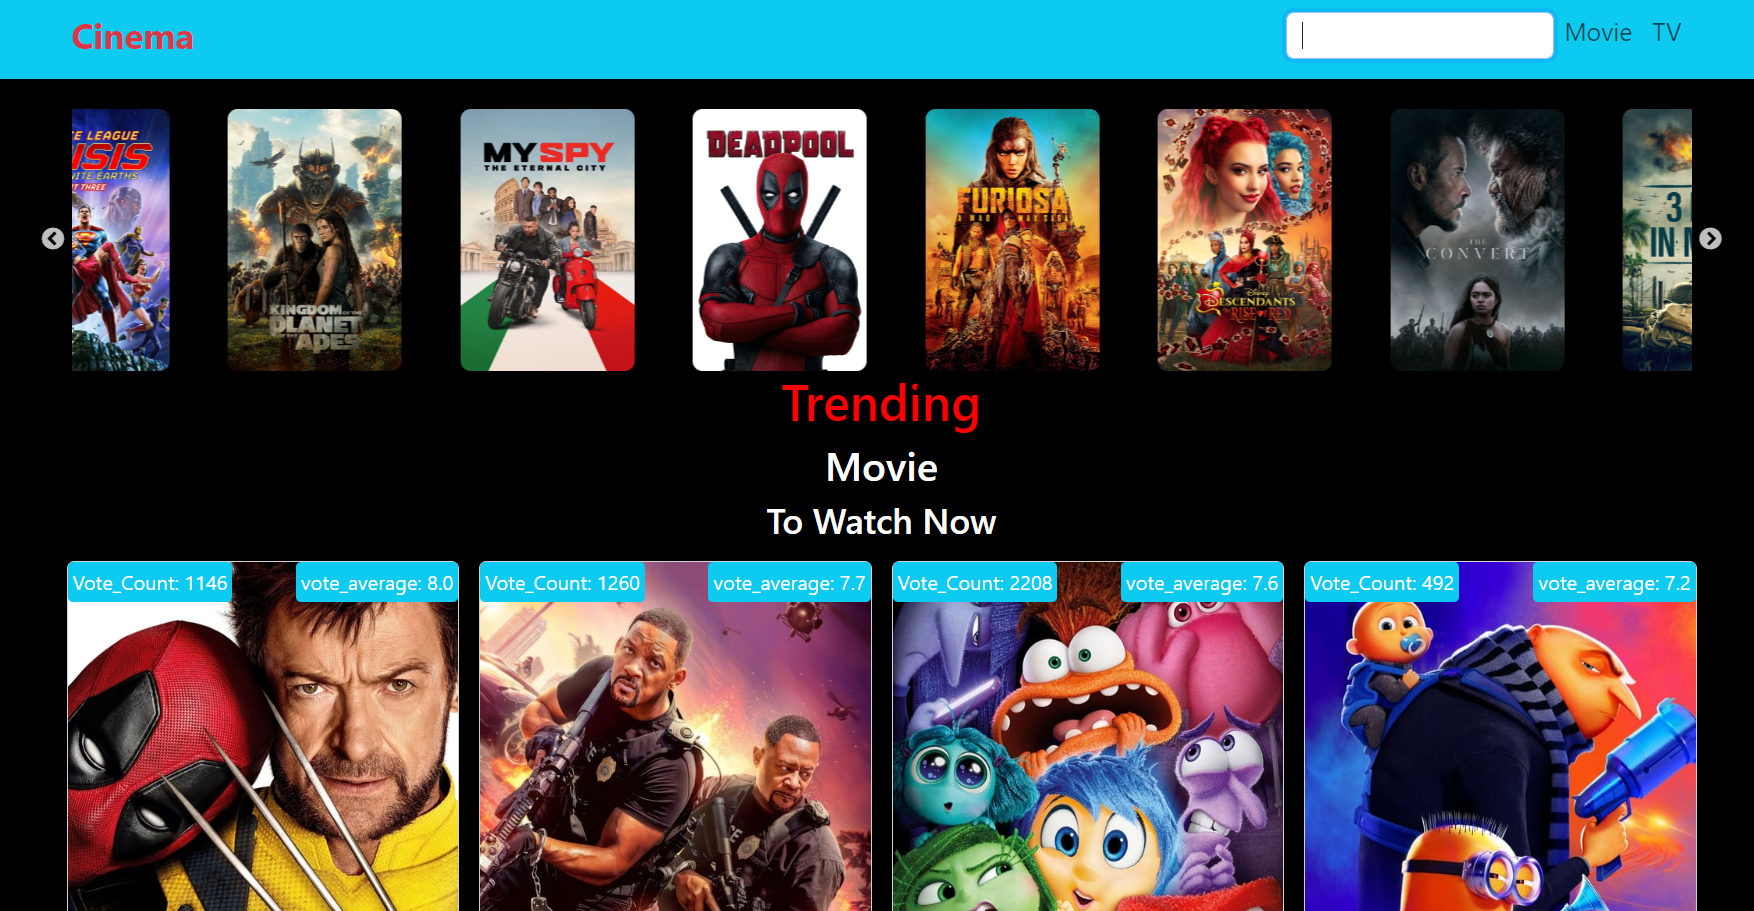 Cinema
Movie TV
E LEAGUE
ISIS
NITE EARTHS
T THREE
KINGDOM OF THE
PLANET
OF THE
APES
MY SPY
THE ETERNAL CITY
DEADPOOL
FURIOSA
A MAD MAX SAGA
Disney
DESCENDANTS
THE RISE OF RED
THE
CONVERT
3
IN
Trending
Movie
To Watch Now
Vote_Count: 1146 vote_average: 8.0
Vote_Count: 1260 vote_average: 7.7
Vote_Count: 2208 vote_average: 7.6
Vote_Count: 492 vote_average: 7.2